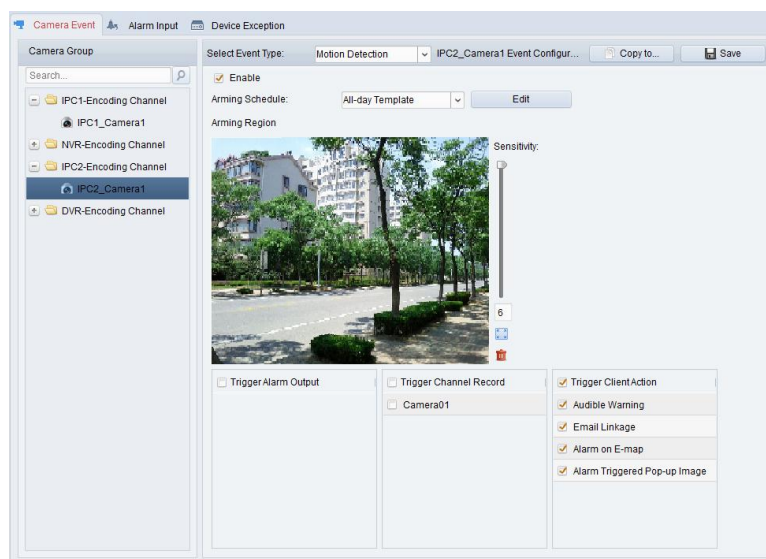 Camera Event Alarm Input Device Exception
Camera Group
Search...
IPC1-Encoding Channel
IPC1_Camera1
NVR-Encoding Channel
IPC2-Encoding Channel
IPC2_Camera1
DVR-Encoding Channel
Select Event Type: Motion Detection IPC2_Camera1 Event Configur... Copy to... Save
Enable
Arming Schedule: All-day Template Edit
Arming Region
Sensitivity:
6
Trigger Alarm Output
Trigger Channel Record
Camera01
Trigger Client Action
Audible Warning
Email Linkage
Alarm on E-map
Alarm Triggered Pop-up Image